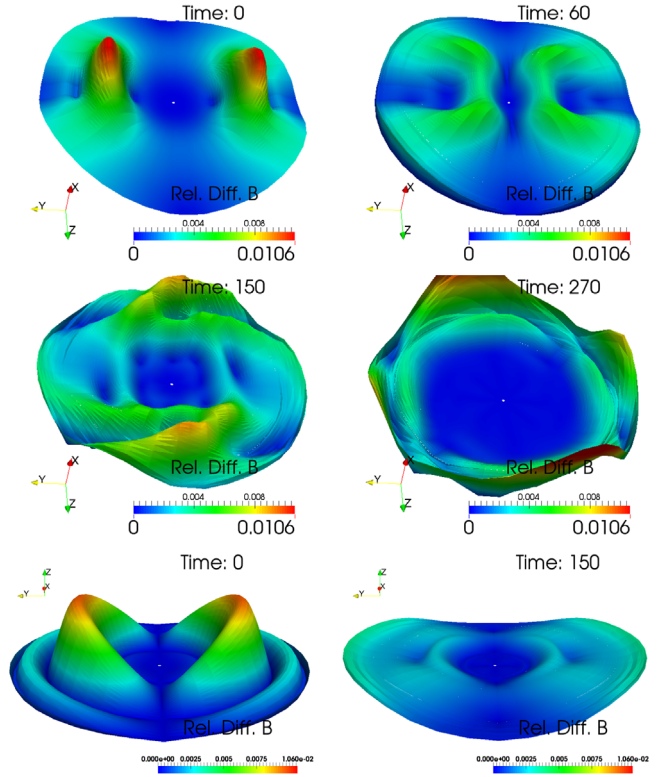 Time: 0
X
Y
Z
Rel. Diff. B
0.004 0.008
0 0.0106
Time: 60
X
Y
Z
Rel. Diff. B
0.004 0.008
0 0.0106
Time: 150
X
Y
Z
Rel. Diff. B
0.004 0.008
0 0.0106
Time: 270
X
Y
Z
Rel. Diff. B
0.004 0.008
0 0.0106
Time: 0
Z
X
Y
Rel. Diff. B
0.000e+00 0.0025 0.005 0.0075 1.060e-02
Time: 150
Z
X
Y
Rel. Diff. B
0.000e+00 0.0025 0.005 0.0075 1.060e-02